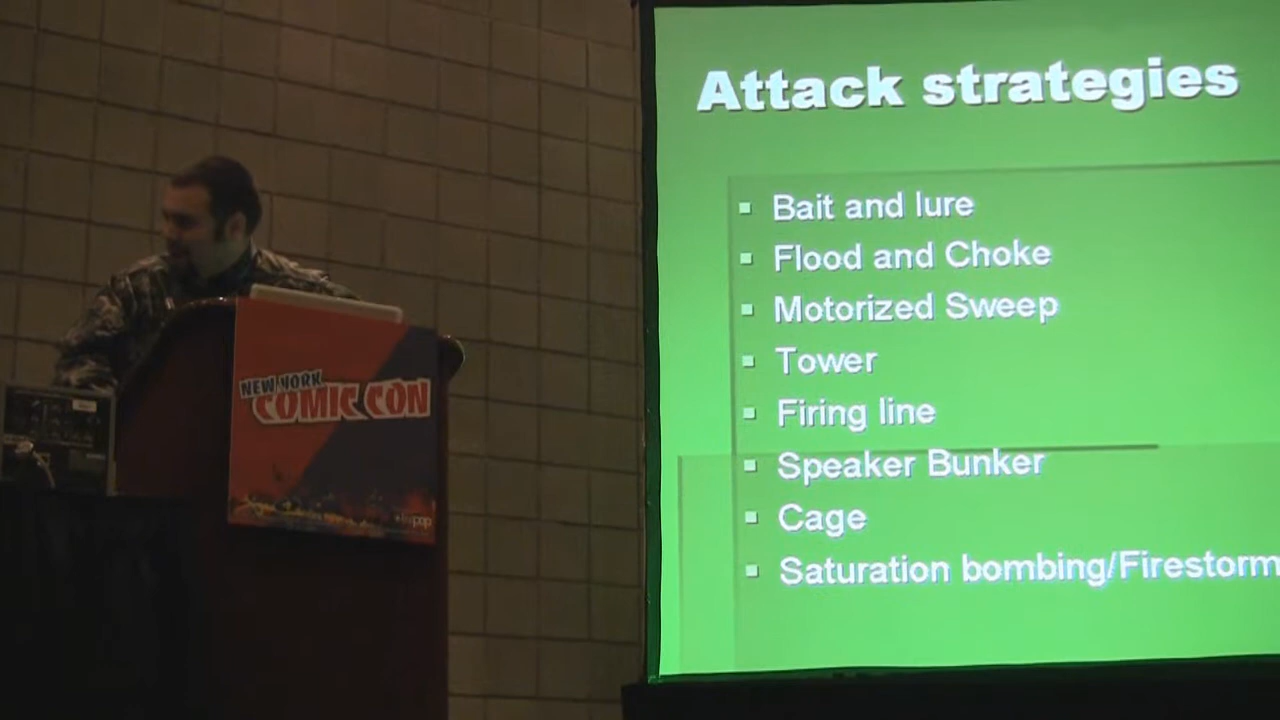 Attack strategies
Bait and lure
Flood and Choke
Motorized Sweep
Tower
Firing line
Speaker Bunker
Cage
Saturation bombing/Firestorm
NEW YORK
COMIC CON